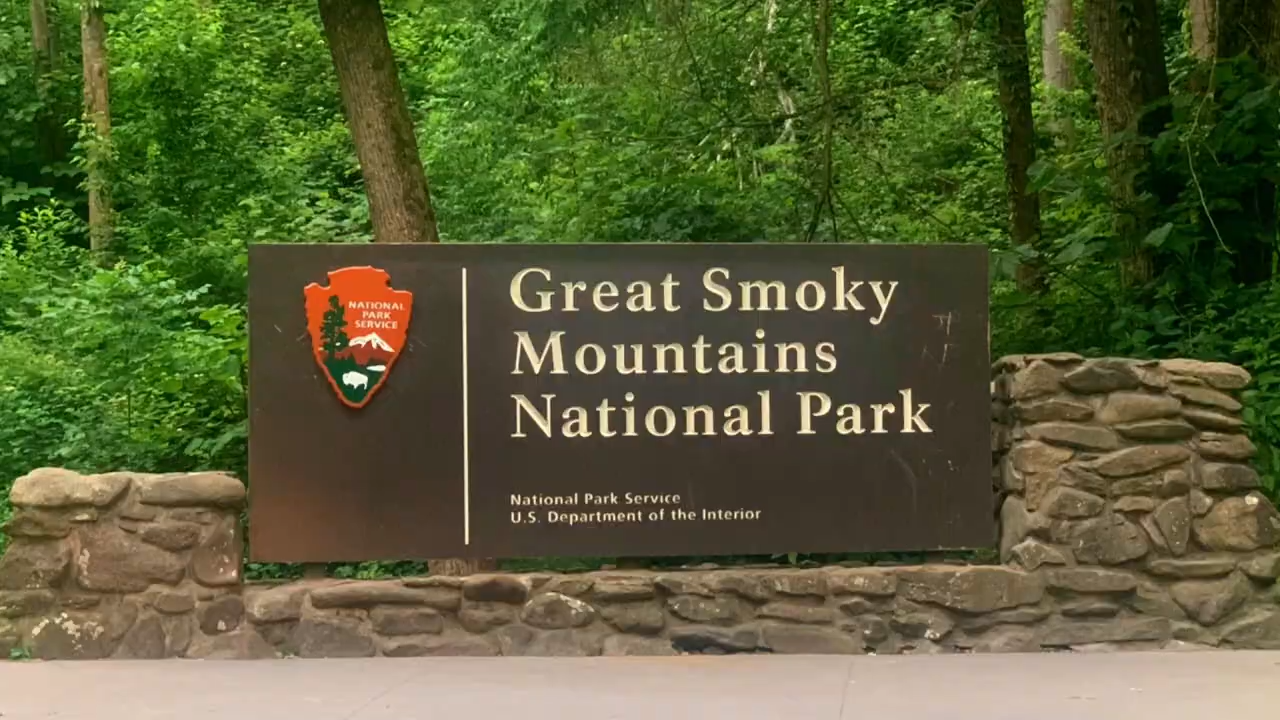 NATIONAL
PARK
SERVICE
Great Smoky
Mountains
National Park
National Park Service
U.S. Department of the Interior